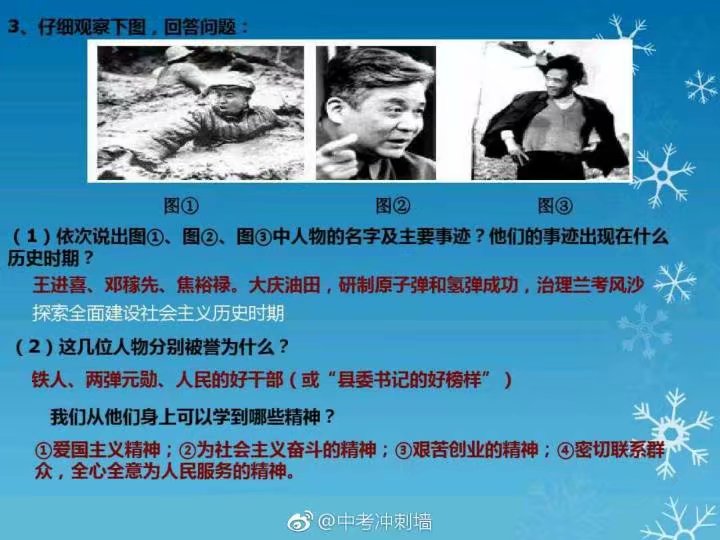 3、仔细观察下图，回答问题：
图① 图② 图③
（1）依次说出图①、图②、图③中人物的名字及主要事迹？他们的事迹出现在什么
历史时期？
王进喜、邓稼先、焦裕禄。大庆油田，研制原子弹和氢弹成功，治理兰考风沙
探索全面建设社会主义历史时期
（2）这几位人物分别被誉为什么？
铁人、两弹元勋、人民的好干部（或“县委书记的好榜样”）
我们从他们身上可以学到哪些精神？
①爱国主义精神；②为社会主义奋斗的精神；③艰苦创业的精神；④密切联系群
众，全心全意为人民服务的精神。
@中考冲刺墙